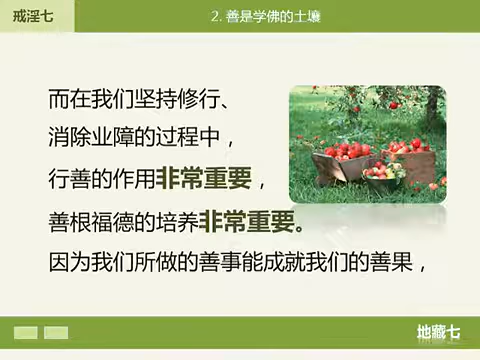 戒淫七
2. 善是学佛的土壤
而在我们坚持修行、
消除业障的过程中，
行善的作用非常重要，
善根福德的培养非常重要。
因为我们所做的善事能成就我们的善果，
地藏七